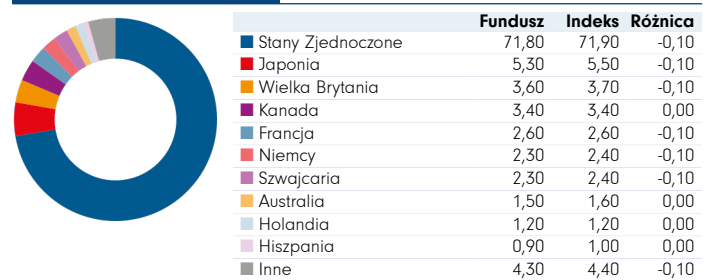 Fundusz Indeks Różnica
Stany Zjednoczone 71,80 71,90 -0,10
Japonia 5,30 5,50 -0,10
Wielka Brytania 3,60 3,70 -0,10
Kanada 3,40 3,40 0,00
Francja 2,60 2,60 -0,10
Niemcy 2,30 2,40 -0,10
Szwajcaria 2,30 2,40 -0,10
Australia 1,50 1,60 0,00
Holandia 1,20 1,20 0,00
Hiszpania 0,90 1,00 0,00
Inne 4,30 4,40 -0,10